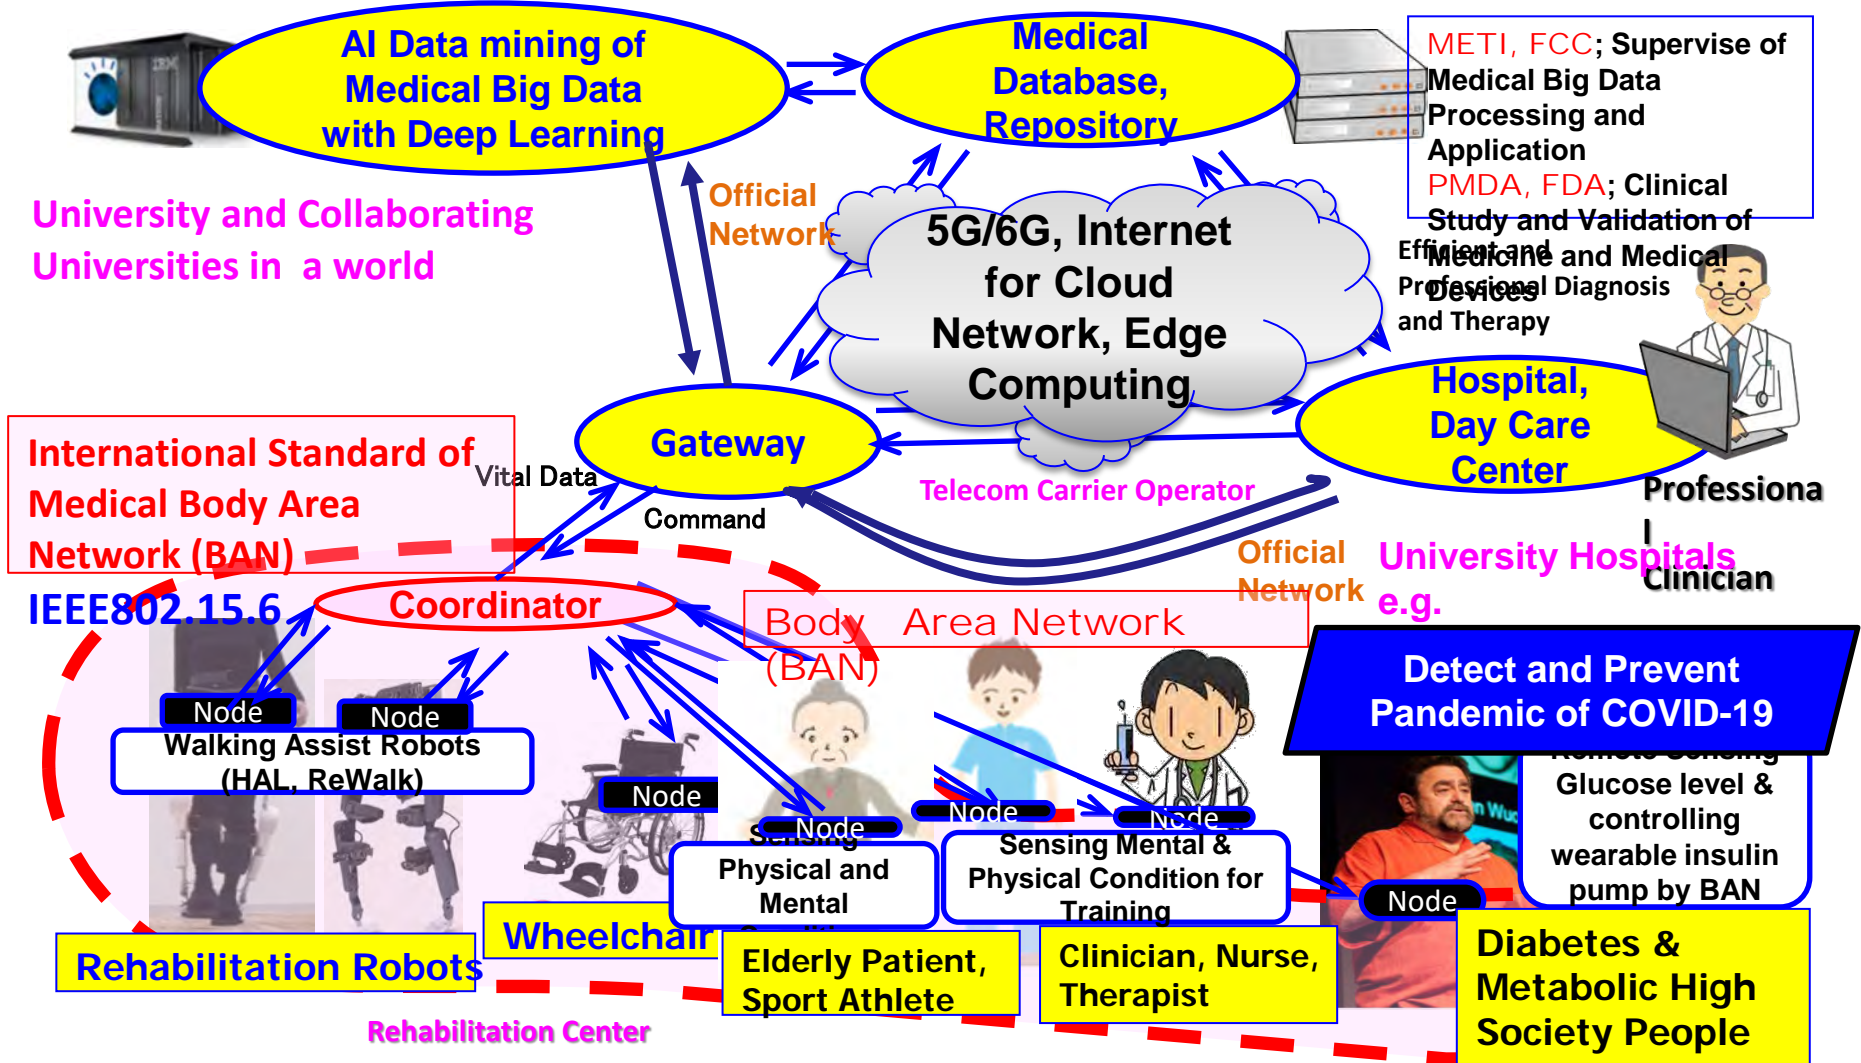 AI Data mining of
Medical Big Data
with Deep Learning
Medical
Database,
Repository
METI, FCC; Supervise of
Medical Big Data
Processing and
Application
PMDA, FDA; Clinical
Study and Validation of
Medicine and Medical
Devices
IBM
University and Collaborating
Universities in a world
Official
Network
5G/6G, Internet
for Cloud
Network, Edge
Computing
Efficient and
Professional Diagnosis
and Therapy
Hospital,
Day Care
Center
Gateway
International Standard of
Medical Body Area
Network (BAN)
IEEE802.15.6
Vital Data
Command
Telecom Carrier Operator
Professiona
l
Clinician
Official
Network
University Hospitals
e.g.
Coordinator
Body Area Network
(BAN)
Detect and Prevent
Pandemic of COVID-19
Node
Node
Walking Assist Robots
(HAL, ReWalk)
Node
Node
Sensing
Physical and
Mental
Node
Node
Sensing Mental &
Physical Condition for
Training
Remote Sensing
Glucose level &
controlling
wearable insulin
pump by BAN
Node
Rehabilitation Robots
Wheelchair
Elderly Patient,
Sport Athlete
Clinician, Nurse,
Therapist
Diabetes &
Metabolic High
Society People
Rehabilitation Center